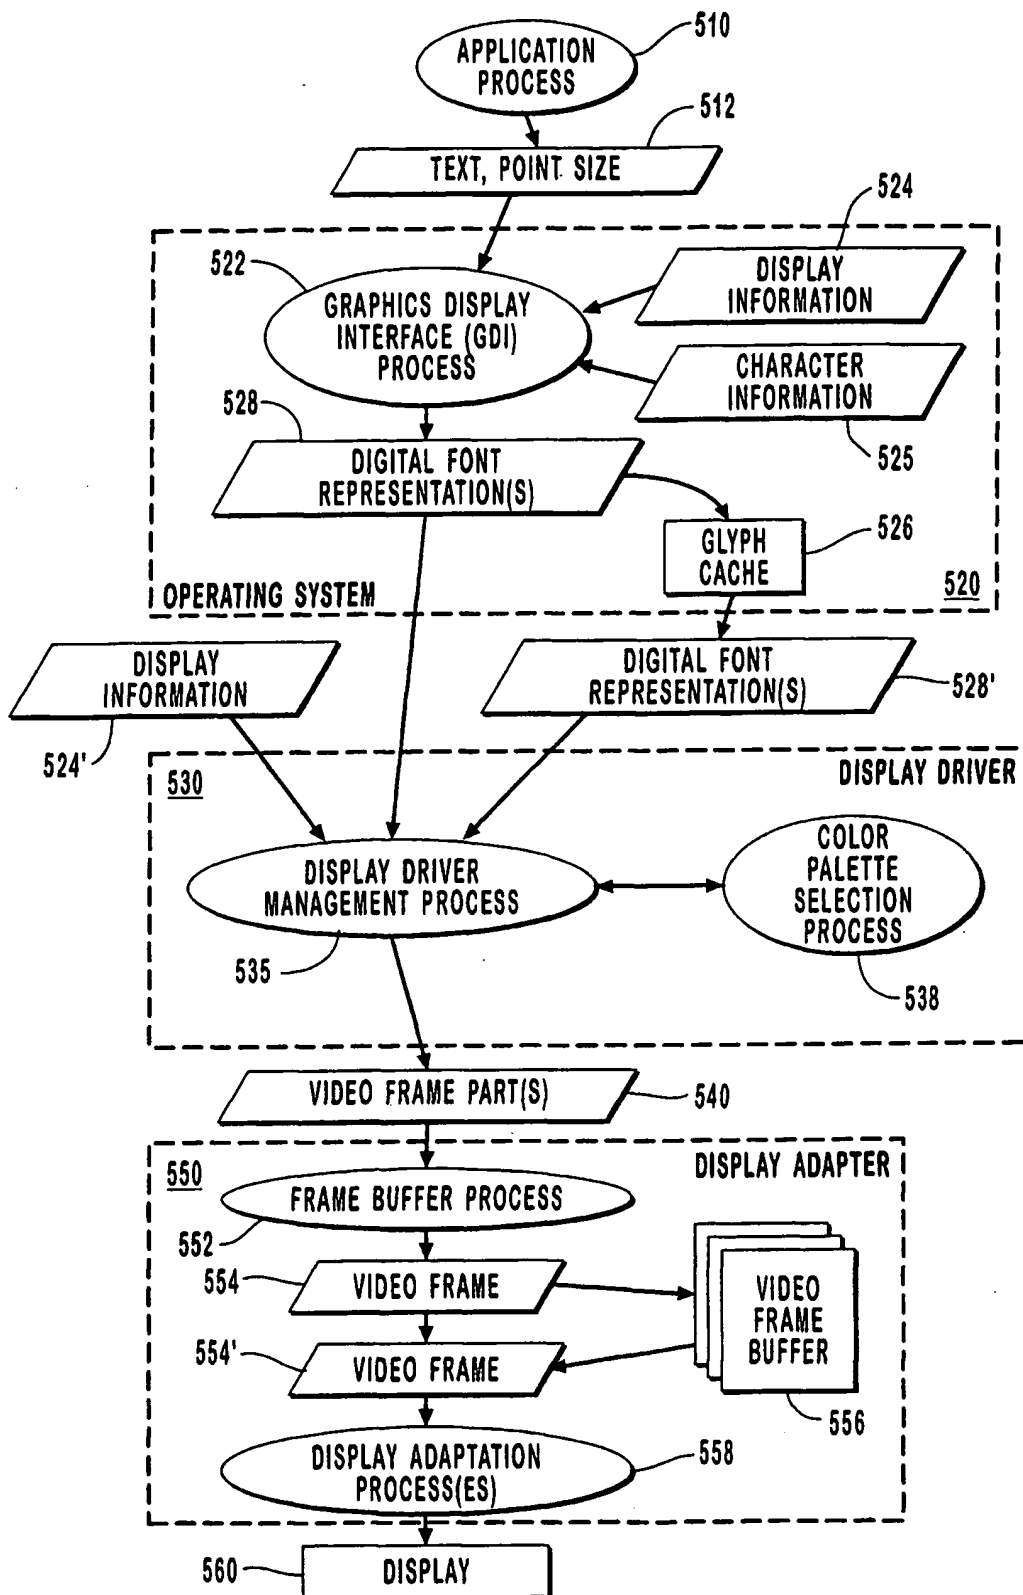 510
APPLICATION
PROCESS
512
TEXT, POINT SIZE
524
522
DISPLAY
INFORMATION
GRAPHICS DISPLAY
INTERFACE (GDI)
PROCESS
CHARACTER
INFORMATION
528
525
DIGITAL FONT
REPRESENTATION(S)
526
GLYPH
CACHE
OPERATING SYSTEM
520
DISPLAY
INFORMATION
DIGITAL FONT
REPRESENTATION(S)
528'
524'
530
DISPLAY DRIVER
COLOR
PALETTE
SELECTION
PROCESS
DISPLAY DRIVER
MANAGEMENT PROCESS
535
538
VIDEO FRAME PART(S)
540
550
DISPLAY ADAPTER
FRAME BUFFER PROCESS
552
554
VIDEO FRAME
VIDEO
FRAME
BUFFER
554'
VIDEO FRAME
556
DISPLAY ADAPTATION
PROCESS(ES)
558
560
DISPLAY